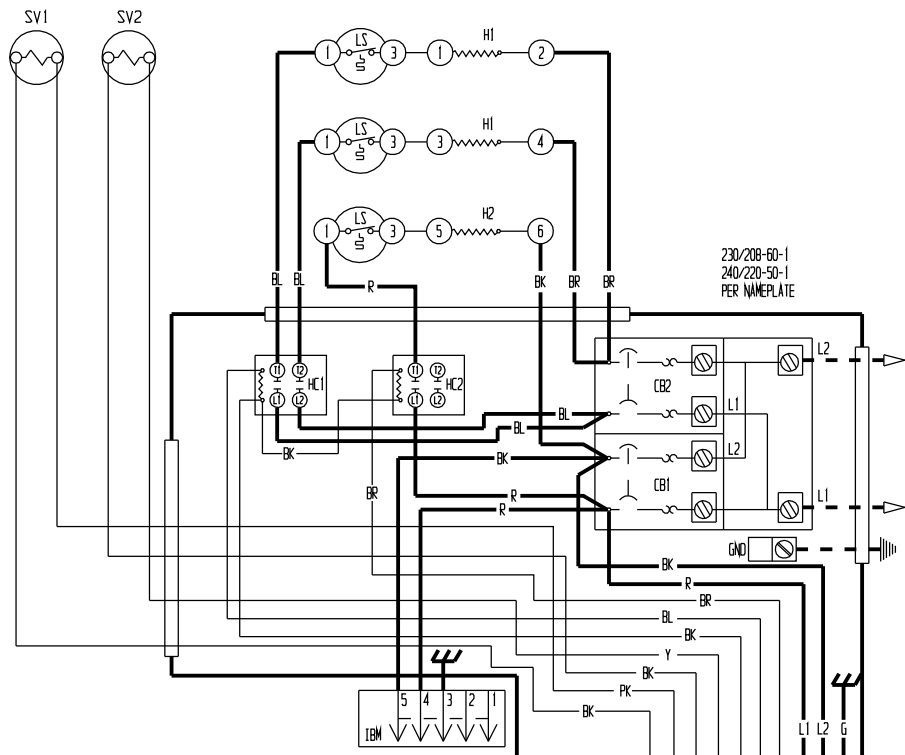 SV1 SV2
H1
1 LS 3 1 2
H1
1 LS 3 3 4
H2
1 LS 3 5 6
BL BL R BK BR BR
230/208-60-1
240/220-50-1
PER NAMEPLATE
L2
T1 T2 HC1 L1 L2
T1 T2 HC2 L1 L2
CB2
L1
BL
BL
L2
BK
BK
CB1
BR
R
R
L1
GND
BK
R
BR
BL
BK
Y
BK
PK
BK
5 4 3 2 1
IBM
L1 L2 G